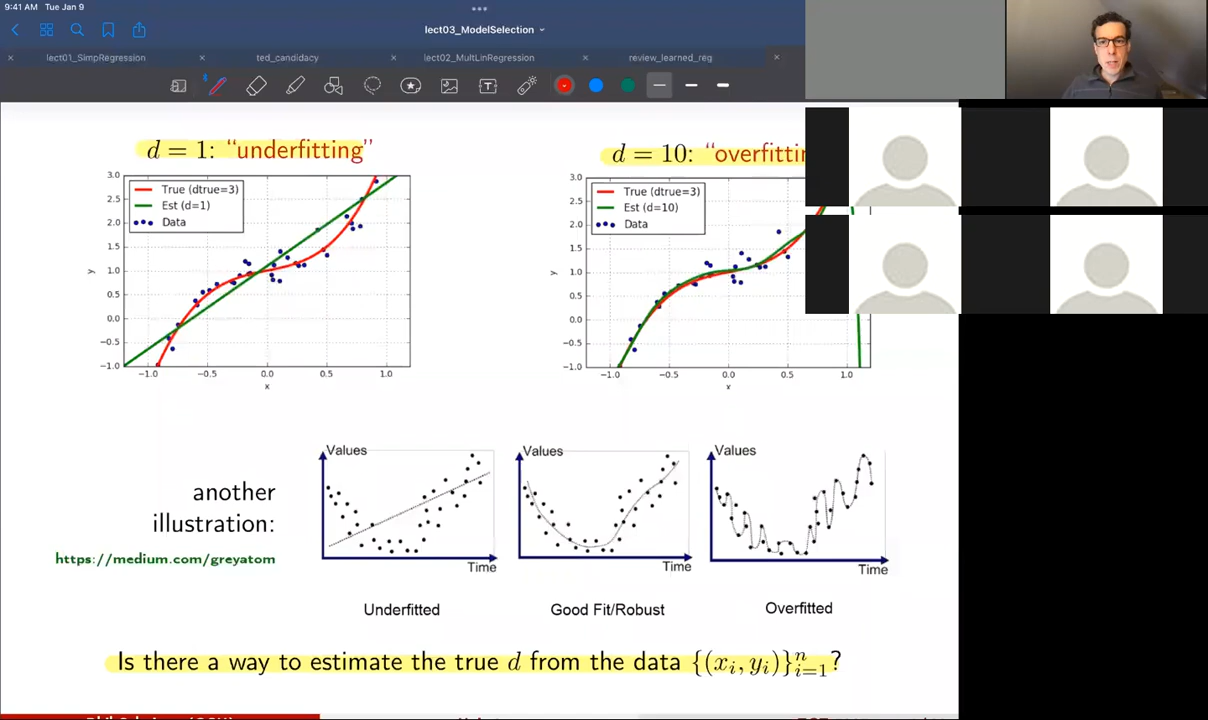 9:41 AM Tue Jan 9
lect03_ModelSelection
lect01_SimpRegression
ted_candidacy
lect02_MultLinRegression
review_learned_reg
d = 1: “underfitting”
d = 10: “overfittin
3.0
2.5
2.0
1.5
1.0
0.5
0.0
−0.5
−1.0
y
−1.0 −0.5 0.0 0.5 1.0
x
True (dtrue=3)
Est (d=1)
Data
3.0
2.5
2.0
1.5
1.0
0.5
0.0
−0.5
−1.0
y
−1.0 −0.5 0.0 0.5 1.0
x
True (dtrue=3)
Est (d=10)
Data
another
illustration:
https://medium.com/greyatom
Values
Time
Underfitted
Values
Time
Good Fit/Robust
Values
Time
Overfitted
Is there a way to estimate the true d from the data {(xᵢ, yᵢ)}ⁿᵢ₌₁?